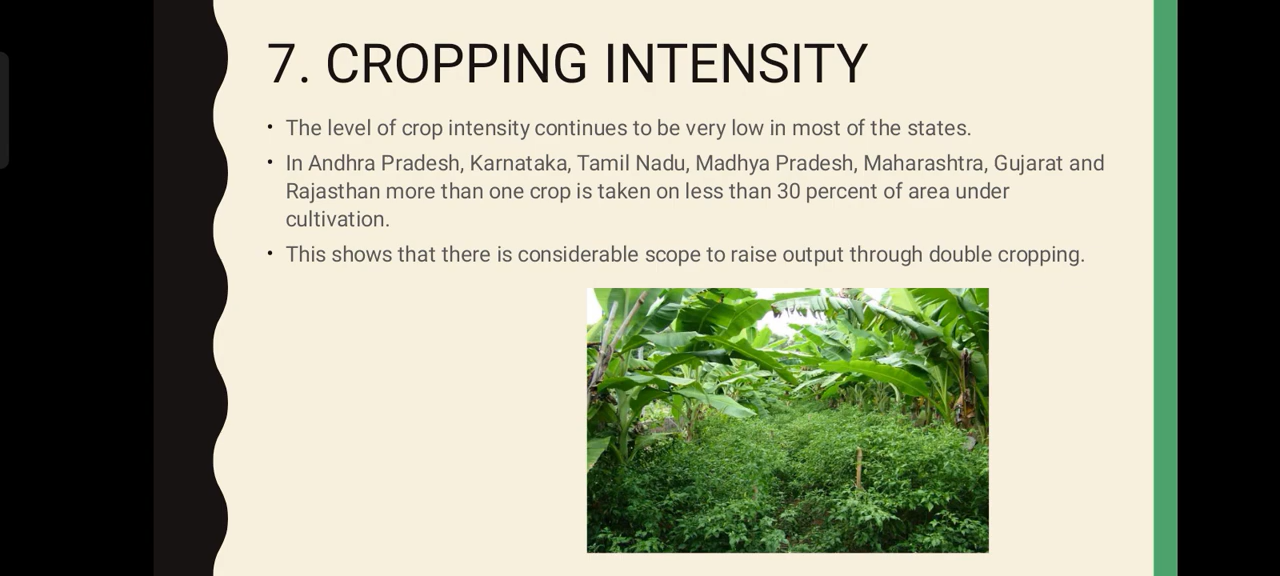 7. CROPPING INTENSITY
• The level of crop intensity continues to be very low in most of the states.
• In Andhra Pradesh, Karnataka, Tamil Nadu, Madhya Pradesh, Maharashtra, Gujarat and
Rajasthan more than one crop is taken on less than 30 percent of area under
cultivation.
• This shows that there is considerable scope to raise output through double cropping.